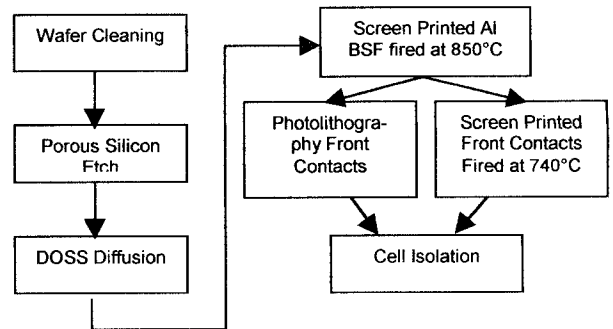 Wafer Cleaning
Porous Silicon
Etch
DOSS Diffusion
Screen Printed Al
BSF fired at 850°C
Photolithogra-
phy Front
Contacts
Screen Printed
Front Contacts
Fired at 740°C
Cell Isolation